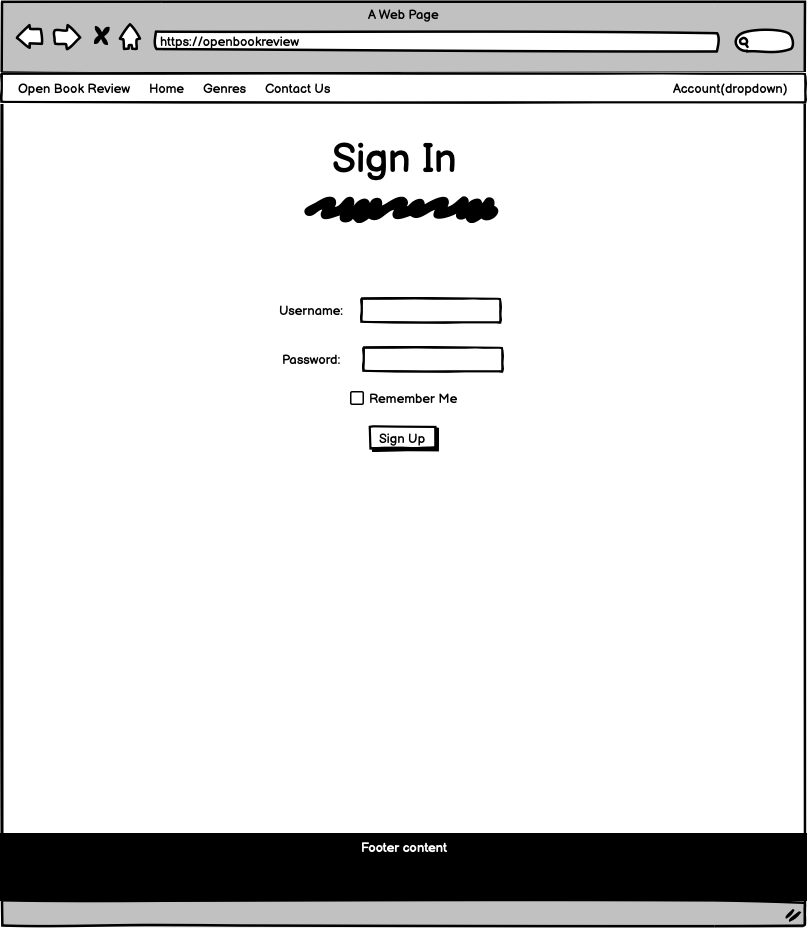 A Web Page
https://openbookreview
Open Book Review Home Genres Contact Us Account(dropdown)
Sign In
Username:
Password:
Remember Me
Sign Up
Footer content